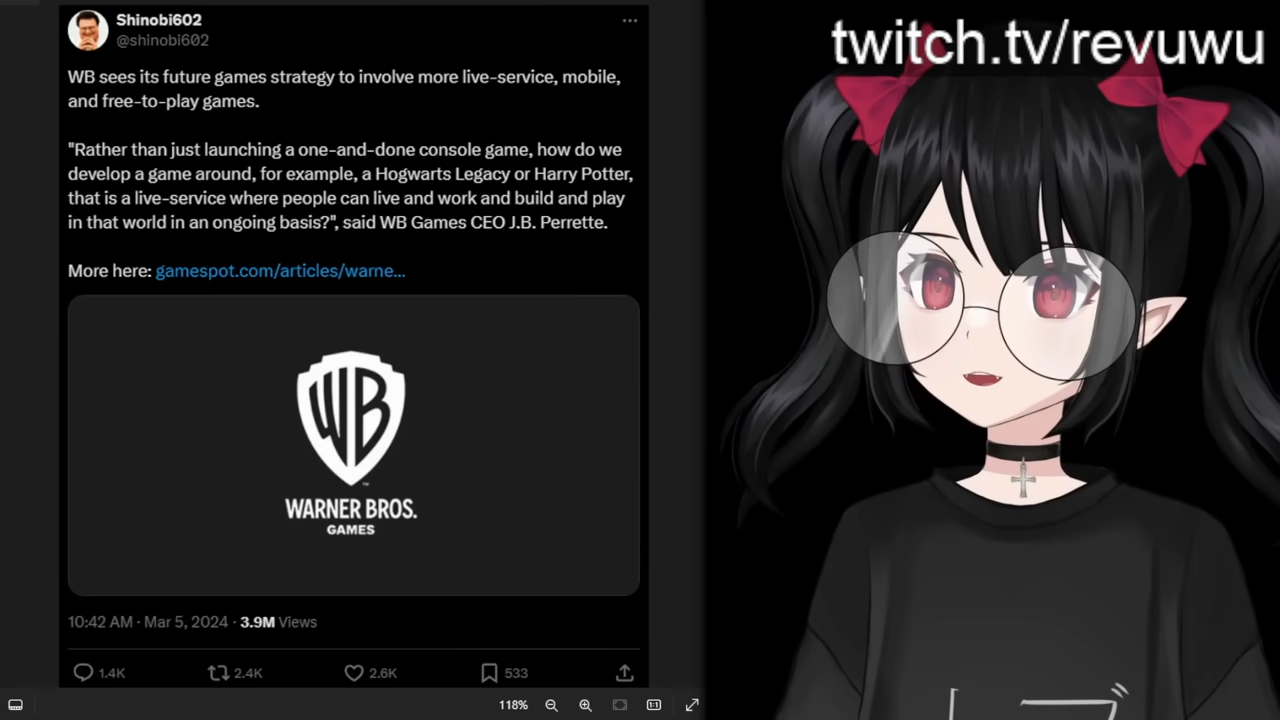 Shinobi602
@shinobi602
WB sees its future games strategy to involve more live-service, mobile,
and free-to-play games.
"Rather than just launching a one-and-done console game, how do we
develop a game around, for example, a Hogwarts Legacy or Harry Potter,
that is a live-service where people can live and work and build and play
in that world in an ongoing basis?", said WB Games CEO J.B. Perrette.
More here: gamespot.com/articles/warne...
WB
TM
WARNER BROS.
GAMES
10:42 AM · Mar 5, 2024 · 3.9M Views
1.4K 2.4K 2.6K 533
118% 1:1
twitch.tv/revuwu